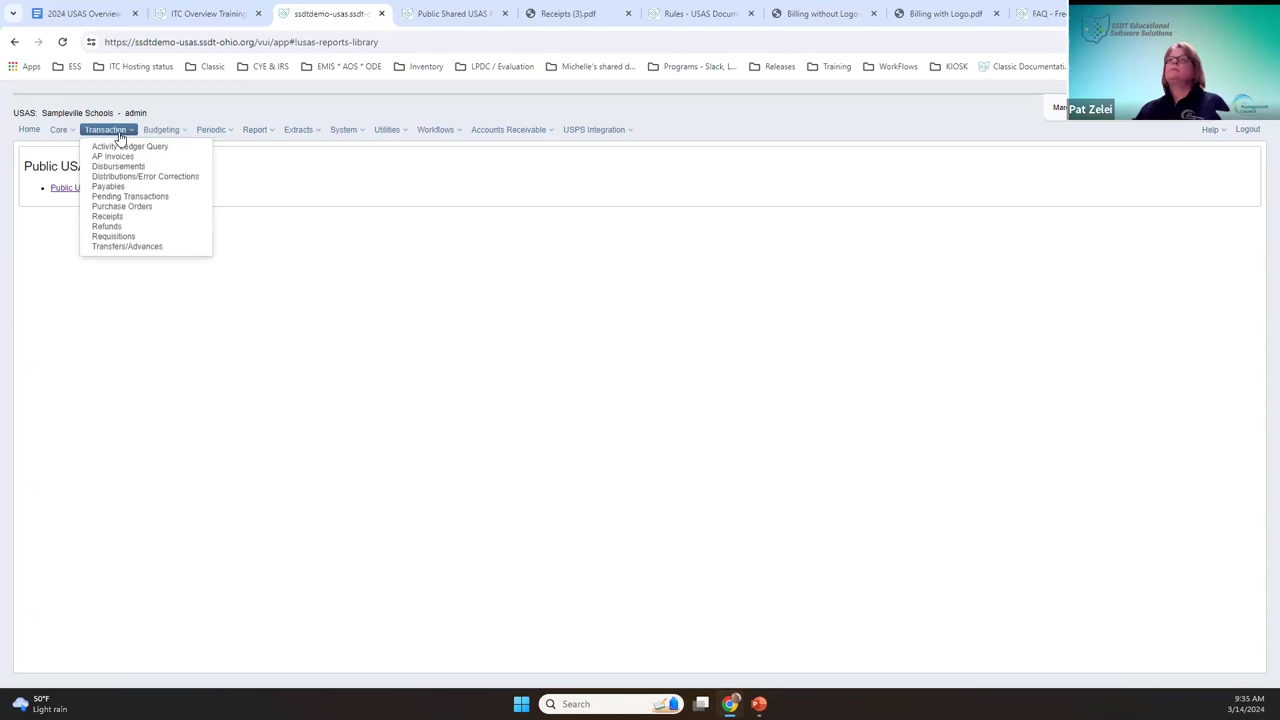 2024 USAS Overview
ITC Overview Training
ssdtdemo-usas.ssdt-
Public Shared USAS
Receipts (3).pdf
Rules - USAS Docum
Billing without Logo
Billing with Logo.pdf
FAQ - Fre
https://ssdtdemo-usas.ssdt-ohio.org/vui/app#!usas-reports-library
Apps
ESS
ITC Hosting status
Classic
CYE & IRS
EMIS * AOS * ODE
Inventory
LPDC / Evaluation
Michelle's shared d...
Programs - Slack, L...
Releases
Training
WorkFlows
KIOSK
Classic Documentati
SSDT Educational
Software Solutions
Management
Council
Pat Zelei
USAS: Sampleville Schools - admin
Home Core Transaction Budgeting Periodic Report Extracts System Utilities Workflows Accounts Receivable USPS Integration Help Logout
Public USA
Public U
Activity Ledger Query
AP Invoices
Disbursements
Distributions/Error Corrections
Payables
Pending Transactions
Purchase Orders
Receipts
Refunds
Requisitions
Transfers/Advances
50°F
Light rain
Search
9:35 AM
3/14/2024